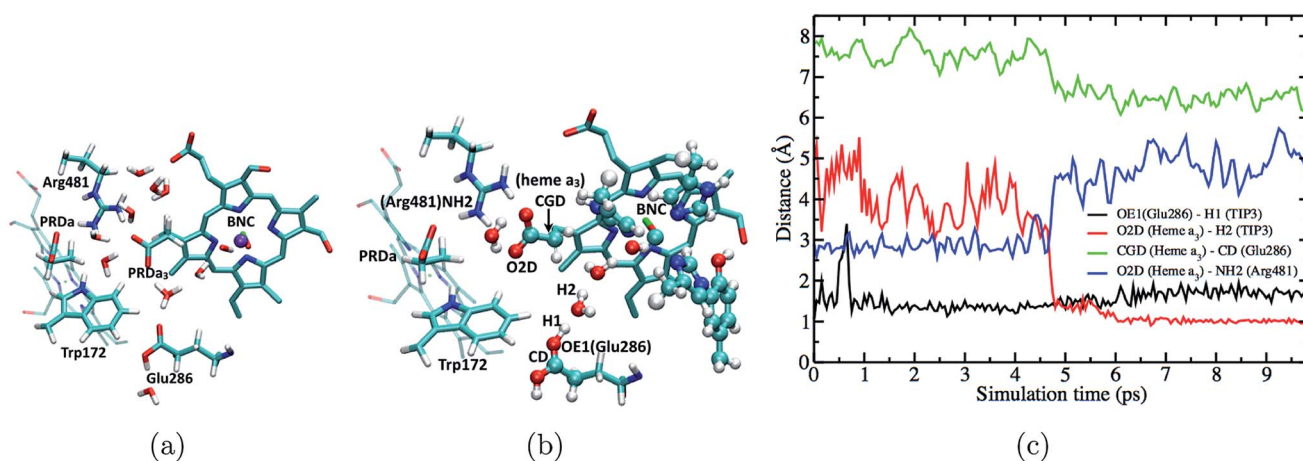 Arg481
PRDa
BNC
PRDa₃
Trp172
Glu286
(a)
(heme a₃)
(Arg481)NH2
CGD
BNC
PRDa
O2D
H2
H1
OE1(Glu286)
CD
Trp172
(b)
Distance (Å)
8
7
6
5
4
3
2
1
0
OE1(Glu286) - H1 (TIP3)
O2D (Heme a₃) - H2 (TIP3)
CGD (Heme a₃) - CD (Glu286)
O2D (Heme a₃) - NH2 (Arg481)
0 1 2 3 4 5 6 7 8 9
Simulation time (ps)
(c)